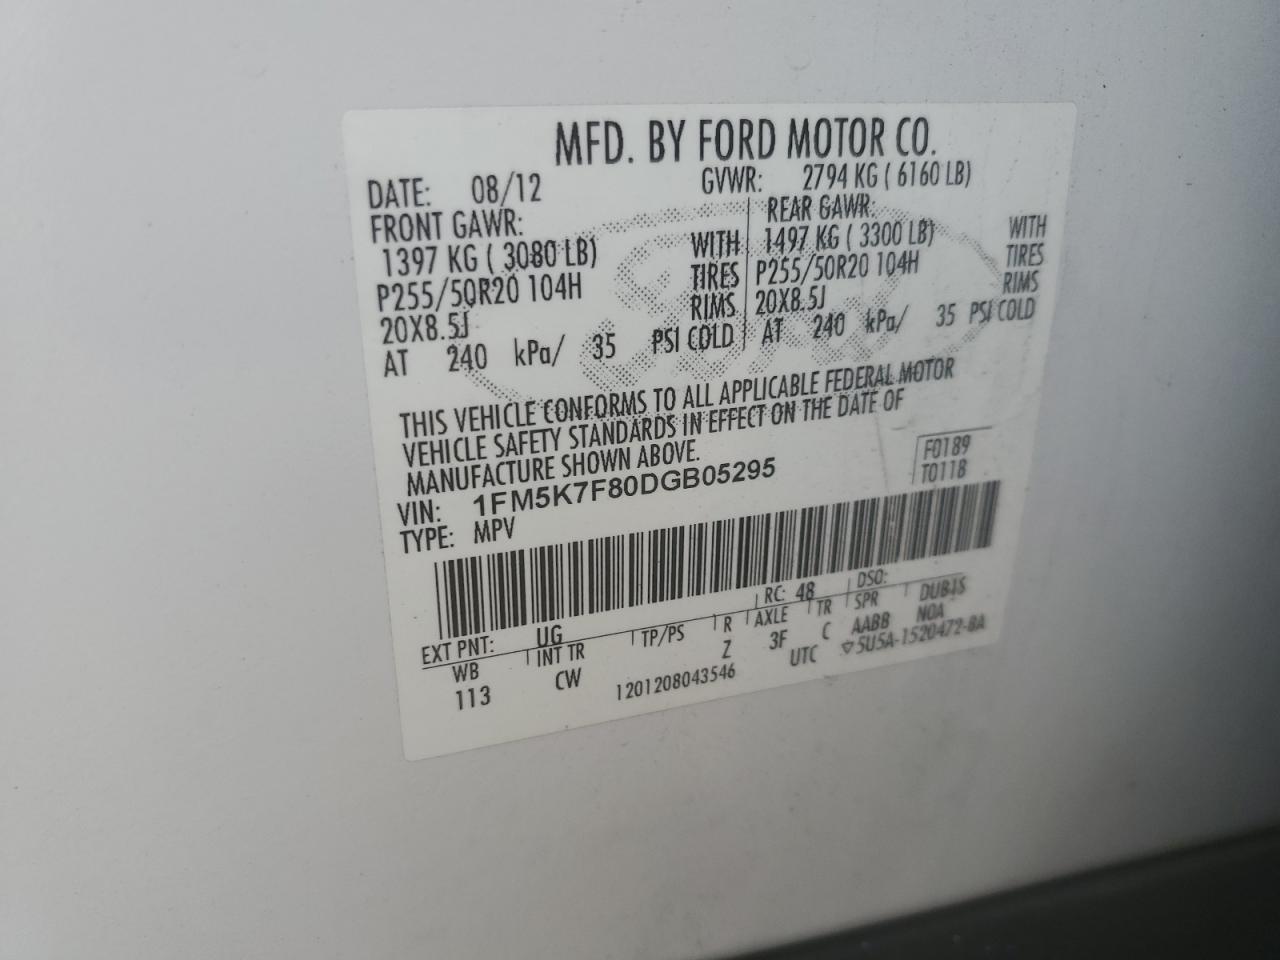 MFD. BY FORD MOTOR CO.
DATE: 08/12 GVWR: 2794 KG ( 6160 LB)
FRONT GAWR: REAR GAWR:
1397 KG ( 3080 LB) WITH 1497 KG ( 3300 LB) WITH
P255/50R20 104H TIRES P255/50R20 104H TIRES
20X8.5J RIMS 20X8.5J RIMS
AT 240 kPa/ 35 PSI COLD AT 240 kPa/ 35 PSI COLD
THIS VEHICLE CONFORMS TO ALL APPLICABLE FEDERAL MOTOR
VEHICLE SAFETY STANDARDS IN EFFECT ON THE DATE OF
MANUFACTURE SHOWN ABOVE.
F0189
VIN: 1FM5K7F80DGB05295
T0118
TYPE: MPV
EXT PNT: UG RC: 48 DSO:
WB INT TR TP/PS R AXLE TR SPR
113 CW Z 3F C AABB NOA
1201208043546 UTC ▽5U5A-1520472-BA